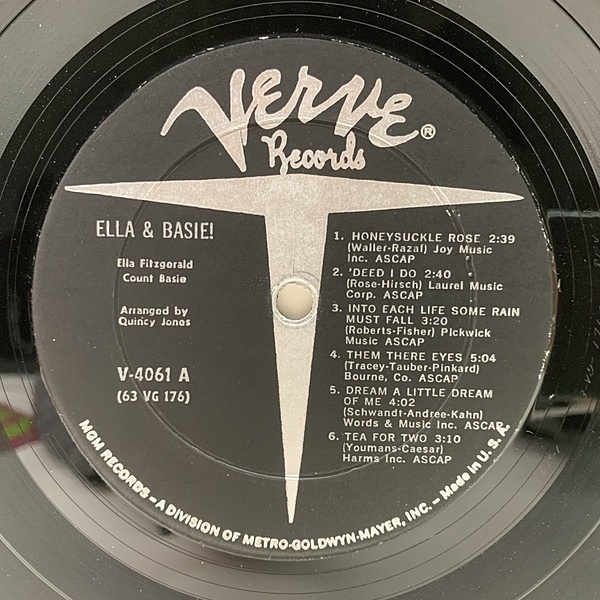 Verve®
Records
ELLA & BASIE!
Ella Fitzgerald
Count Basie
Arranged by
Quincy Jones
V-4061 A
(63 VG 176)
1. HONEYSUCKLE ROSE 2:39
(Waller-Razaf) Joy Music
Inc. ASCAP
2. 'DEED I DO 2:40
(Rose-Hirsch) Laurel Music
Corp. ASCAP
3. INTO EACH LIFE SOME RAIN
MUST FALL 3:20
(Roberts-Fisher) Pickwick
Music ASCAP
4. THEM THERE EYES 5:04
(Tracey-Tauber-Pinkard)
Bourne, Co. ASCAP
5. DREAM A LITTLE DREAM
OF ME 4:02
(Schwandt-Andree-Kahn)
Words & Music Inc. ASCAP
6. TEA FOR TWO 3:10
(Youmans-Caesar)
Harms Inc. ASCAP
MGM RECORDS – A DIVISION OF METRO-GOLDWYN-MAYER, INC. – Made in U. S. A.